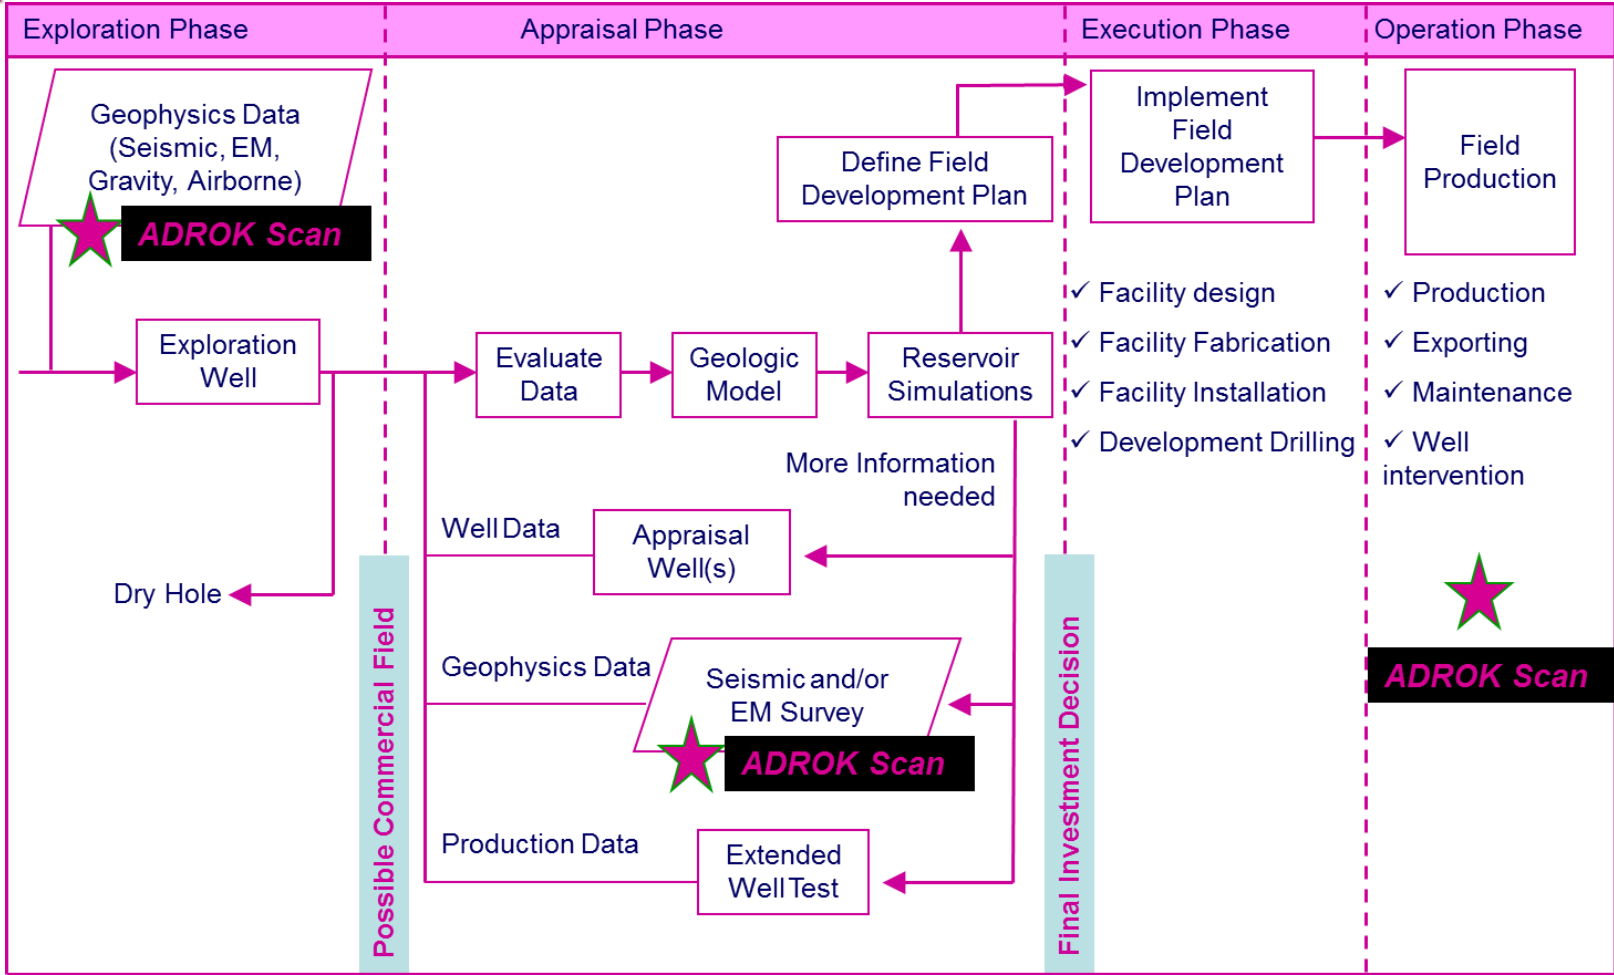 Exploration Phase
Appraisal Phase
Execution Phase
Operation Phase
Geophysics Data
(Seismic, EM,
Gravity, Airborne)
ADROK Scan
Exploration
Well
Dry Hole
Possible Commercial Field
Evaluate
Data
Geologic
Model
Reservoir
Simulations
Define Field
Development Plan
More Information
needed
Well Data
Appraisal
Well(s)
Geophysics Data
Seismic and/or
EM Survey
ADROK Scan
Production Data
Extended
Well Test
Final Investment Decision
Implement
Field
Development
Plan
✓ Facility design
✓ Facility Fabrication
✓ Facility Installation
✓ Development Drilling
Field
Production
✓ Production
✓ Exporting
✓ Maintenance
✓ Well
intervention
ADROK Scan